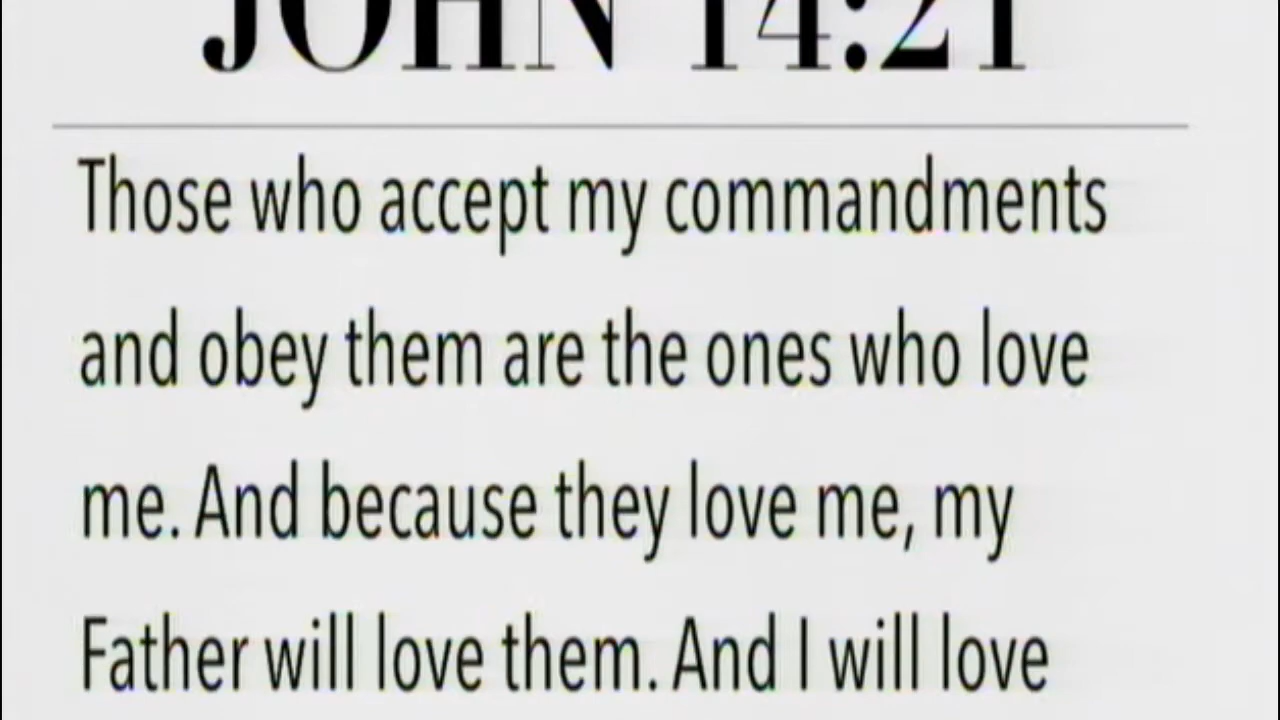 JOHN 14:21
Those who accept my commandments
and obey them are the ones who love
me. And because they love me, my
Father will love them. And I will love